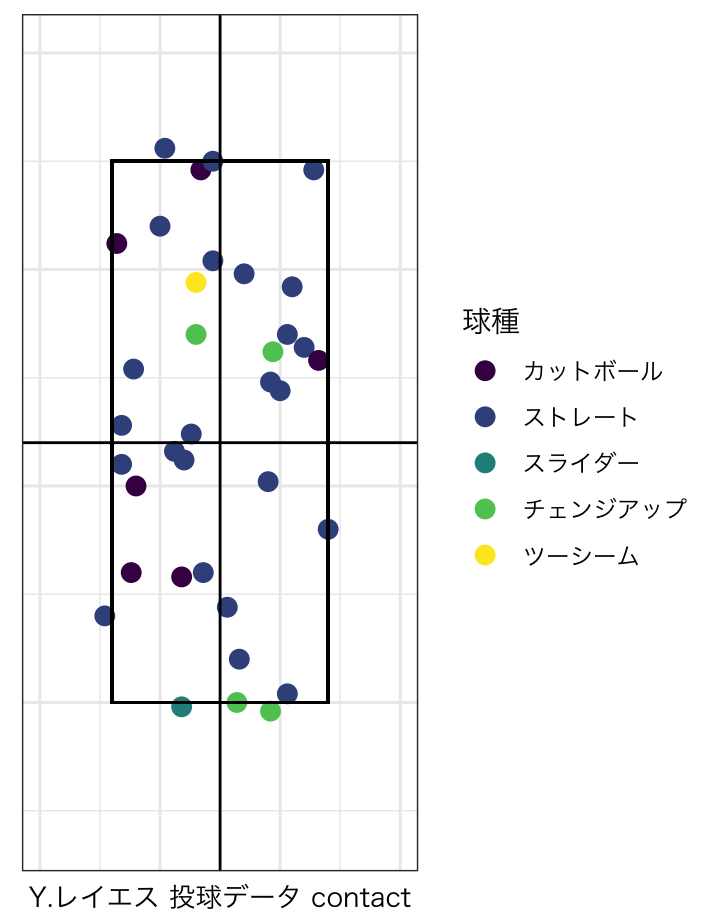 球種
カットボール
ストレート
スライダー
チェンジアップ
ツーシーム
Y.レイエス 投球データ contact